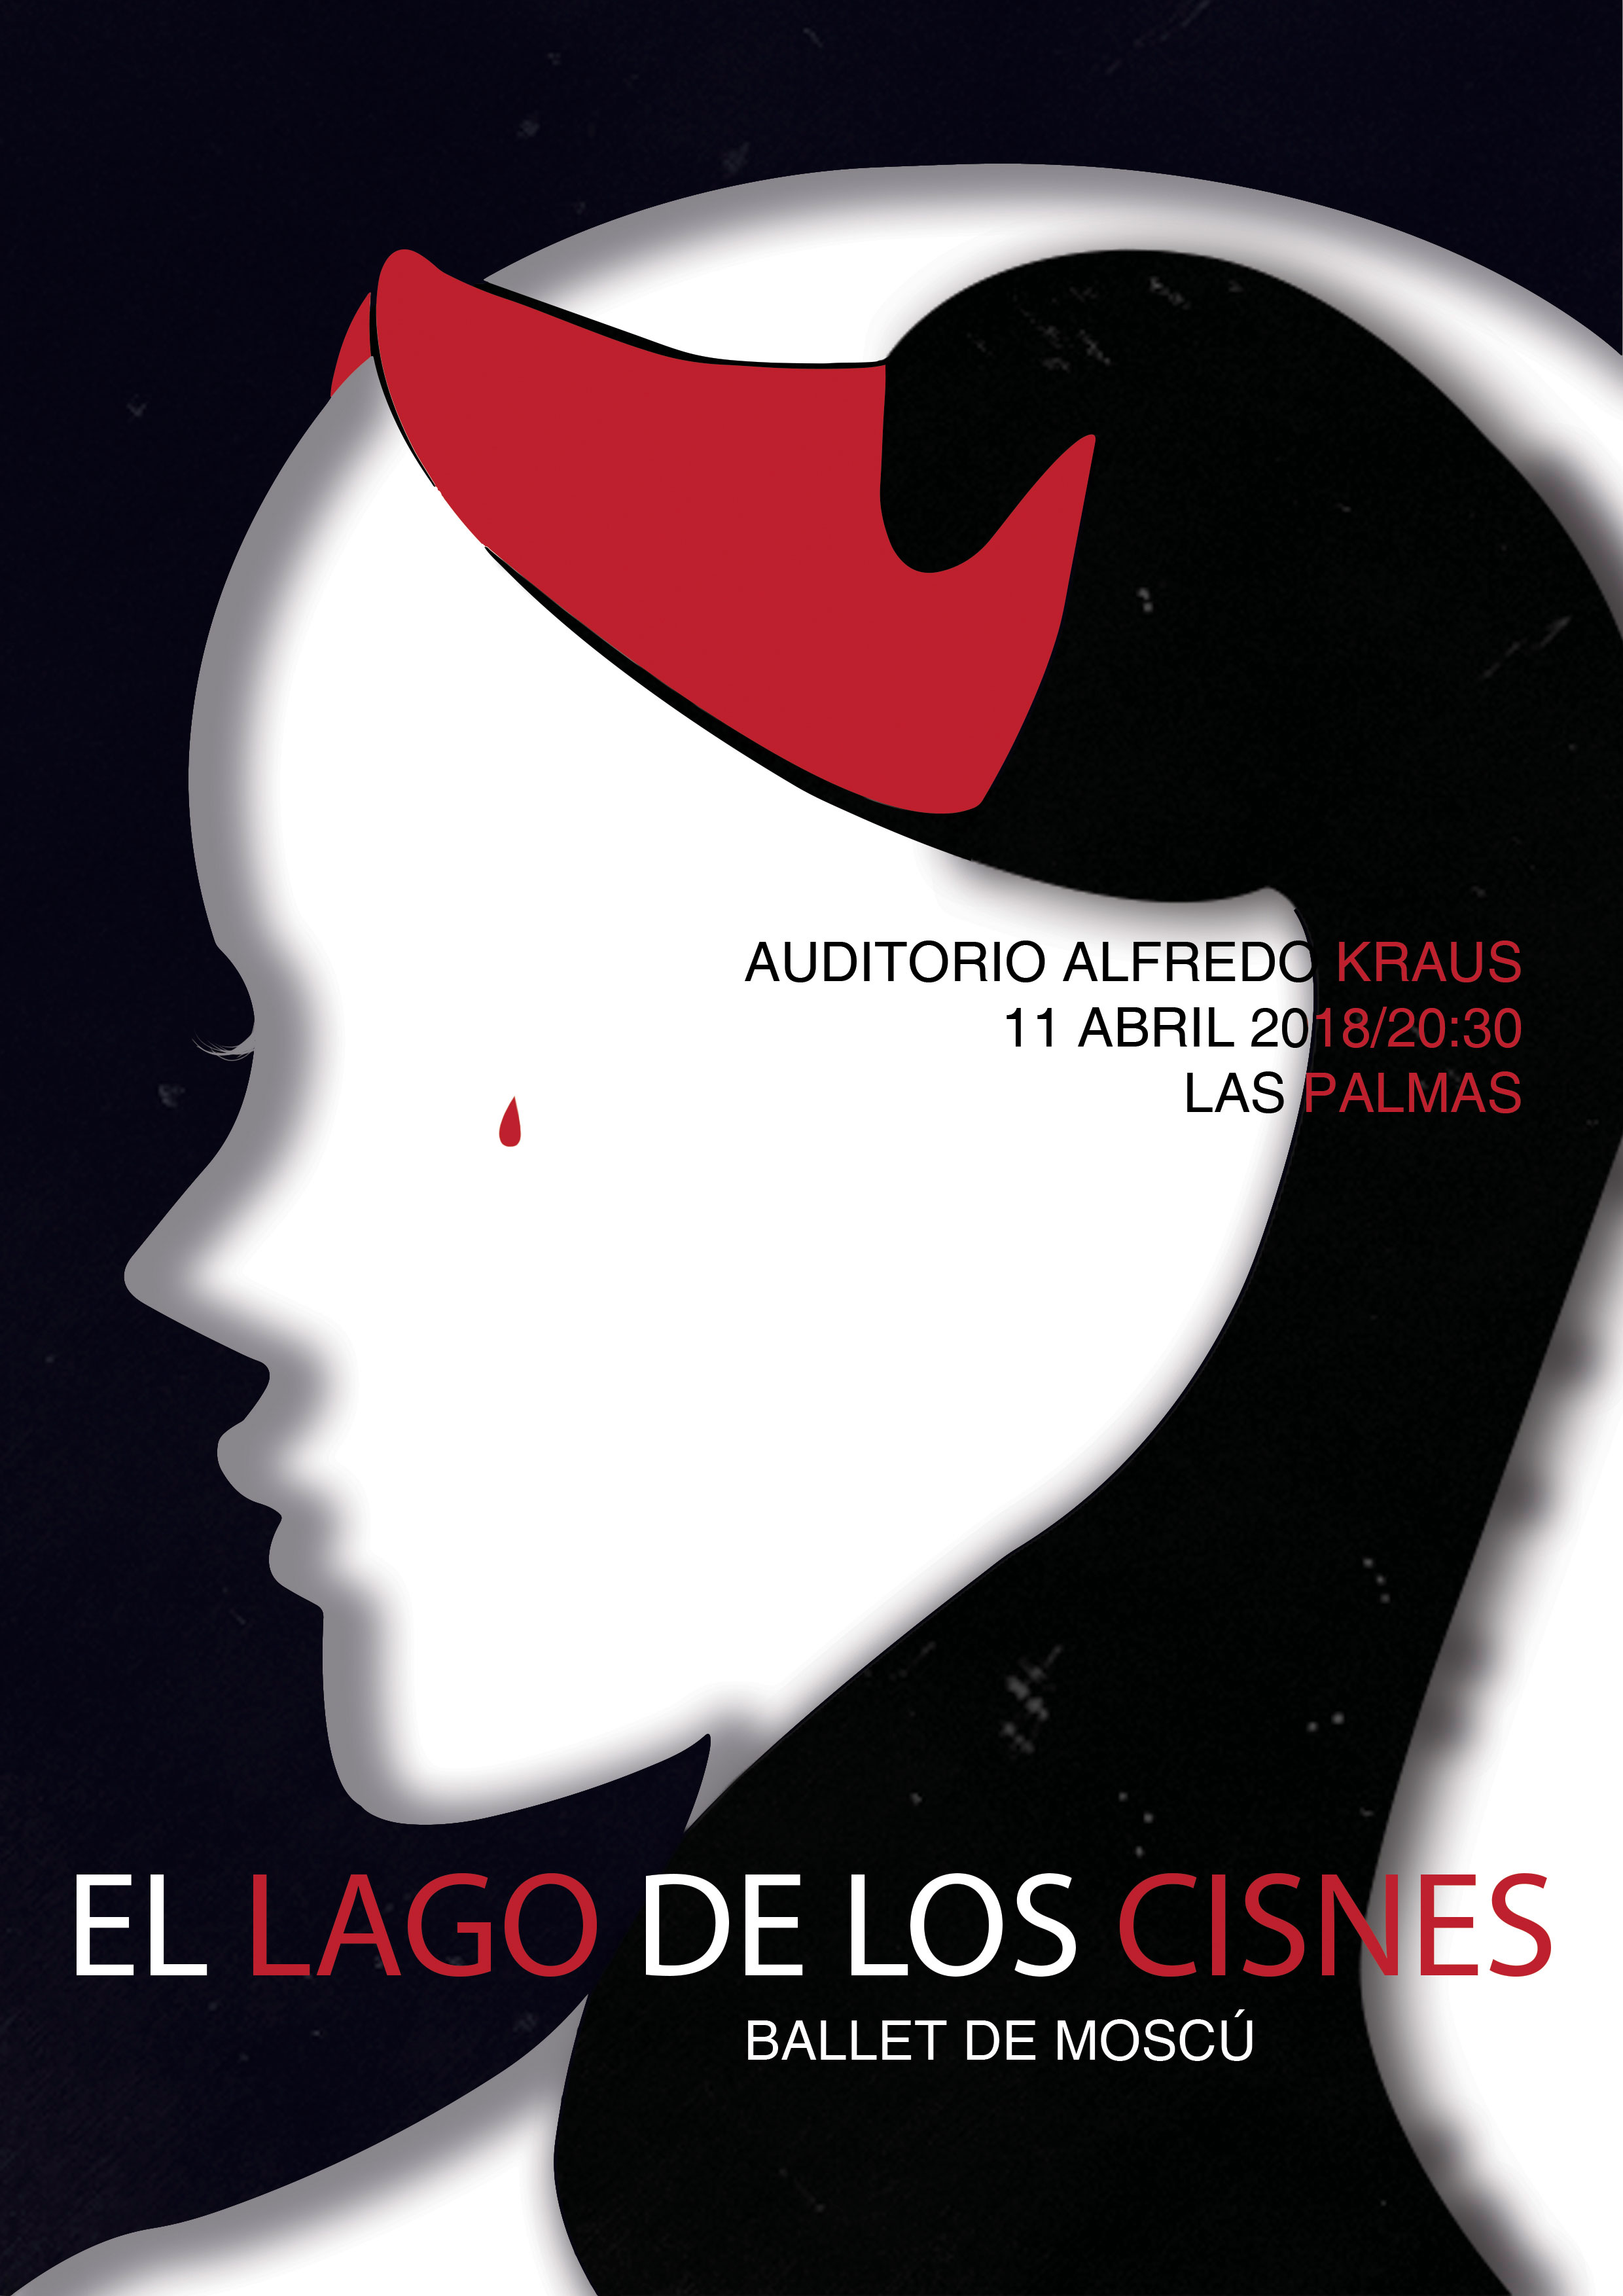 AUDITORIO ALFREDO KRAUS
11 ABRIL 2018/20:30
LAS PALMAS
EL LAGO DE LOS CISNES
BALLET DE MOSCÚ